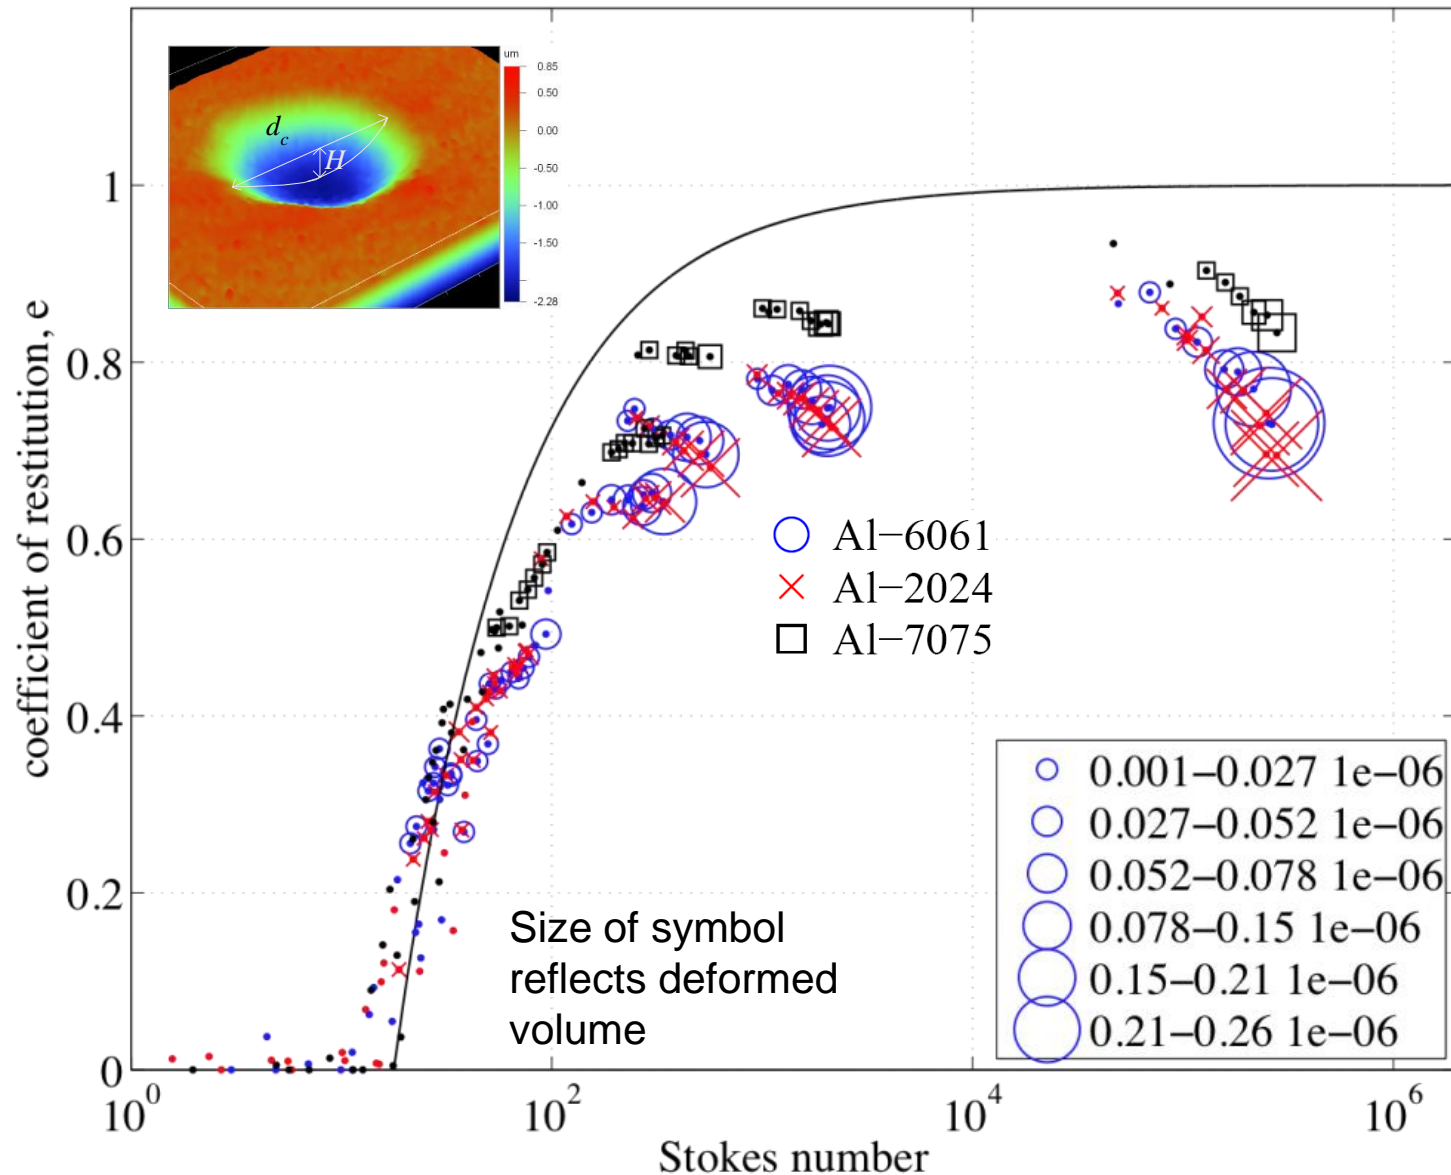 um
0.85
0.50
0.00
-0.50
-1.00
-1.50
-2.28
d_c
H
coefficient of restitution, e
1
0.8
0.6
0.4
0.2
0
10^0
10^2
10^4
10^6
Stokes number
Al−6061
Al−2024
Al−7075
Size of symbol
reflects deformed
volume
0.001−0.027 1e−06
0.027−0.052 1e−06
0.052−0.078 1e−06
0.078−0.15 1e−06
0.15−0.21 1e−06
0.21−0.26 1e−06